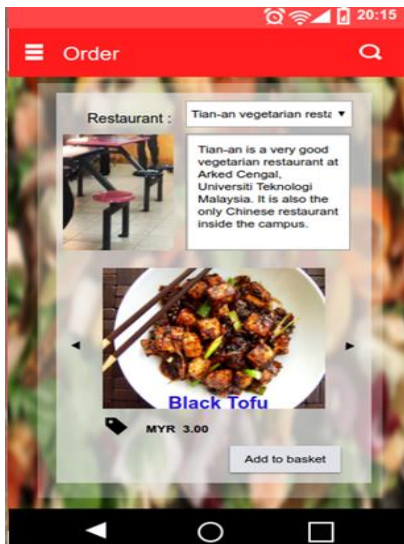 20:15
Order
Restaurant :
Tian-an vegetarian resta
Tian-an is a very good
vegetarian restaurant at
Arked Cengal,
Universiti Teknologi
Malaysia. It is also the
only Chinese restaurant
inside the campus.
Black Tofu
MYR 3.00
Add to basket